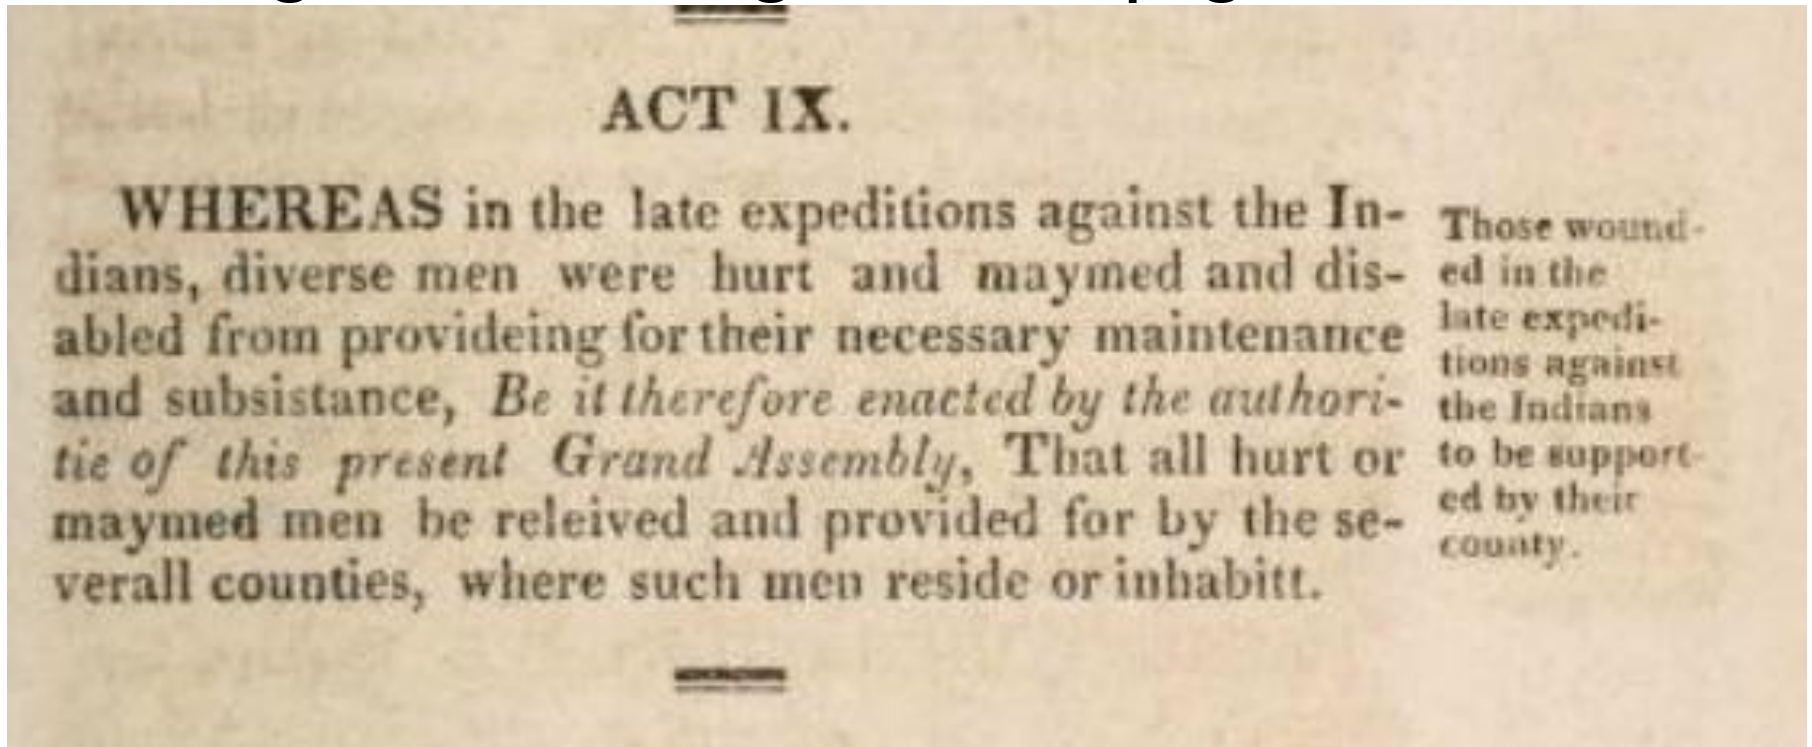 ACT IX.
WHEREAS in the late expeditions against the In-
dians, diverse men were hurt and maymed and dis-
abled from provideing for their necessary maintenance
and subsistance, Be it therefore enacted by the authori-
tie of this present Grand Assembly, That all hurt or
maymed men be releived and provided for by the se-
verall counties, where such men reside or inhabitt.
Those wound-
ed in the
late expedi-
tions against
the Indians
to be support-
ed by their
county.